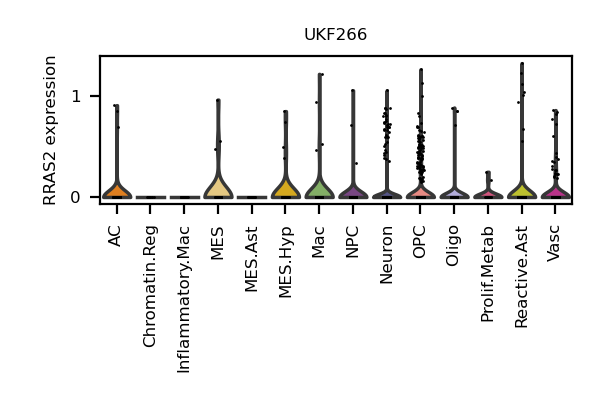 UKF266
RRAS2 expression
1
0
AC
Chromatin.Reg
Inflammatory.Mac
MES
MES.Ast
MES.Hyp
Mac
NPC
Neuron
OPC
Oligo
Prolif.Metab
Reactive.Ast
Vasc